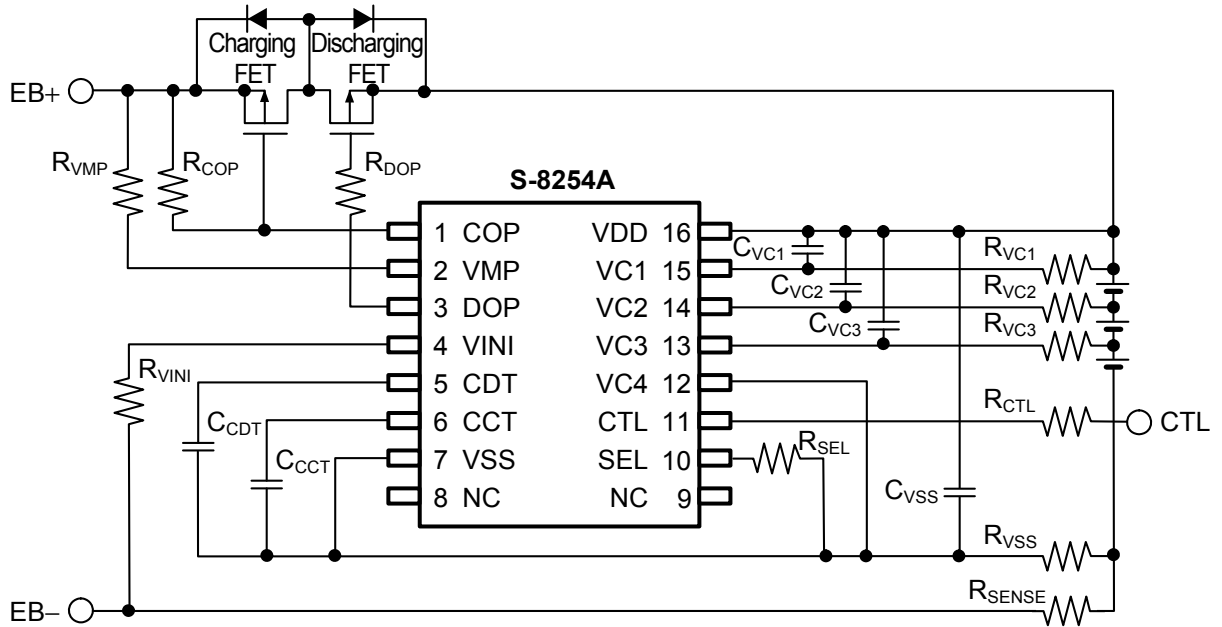 Charging Discharging
FET FET
EB+
RVMP RCOP RDOP
S-8254A
1 COP VDD 16
2 VMP VC1 15
3 DOP VC2 14
4 VINI VC3 13
5 CDT VC4 12
6 CCT CTL 11
7 VSS SEL 10
8 NC NC 9
CVC1 RVC1
CVC2 RVC2
CVC3 RVC3
RVINI
CCDT
CCCT
RCTL CTL
RSEL
CVSS
RVSS
RSENSE
EB−